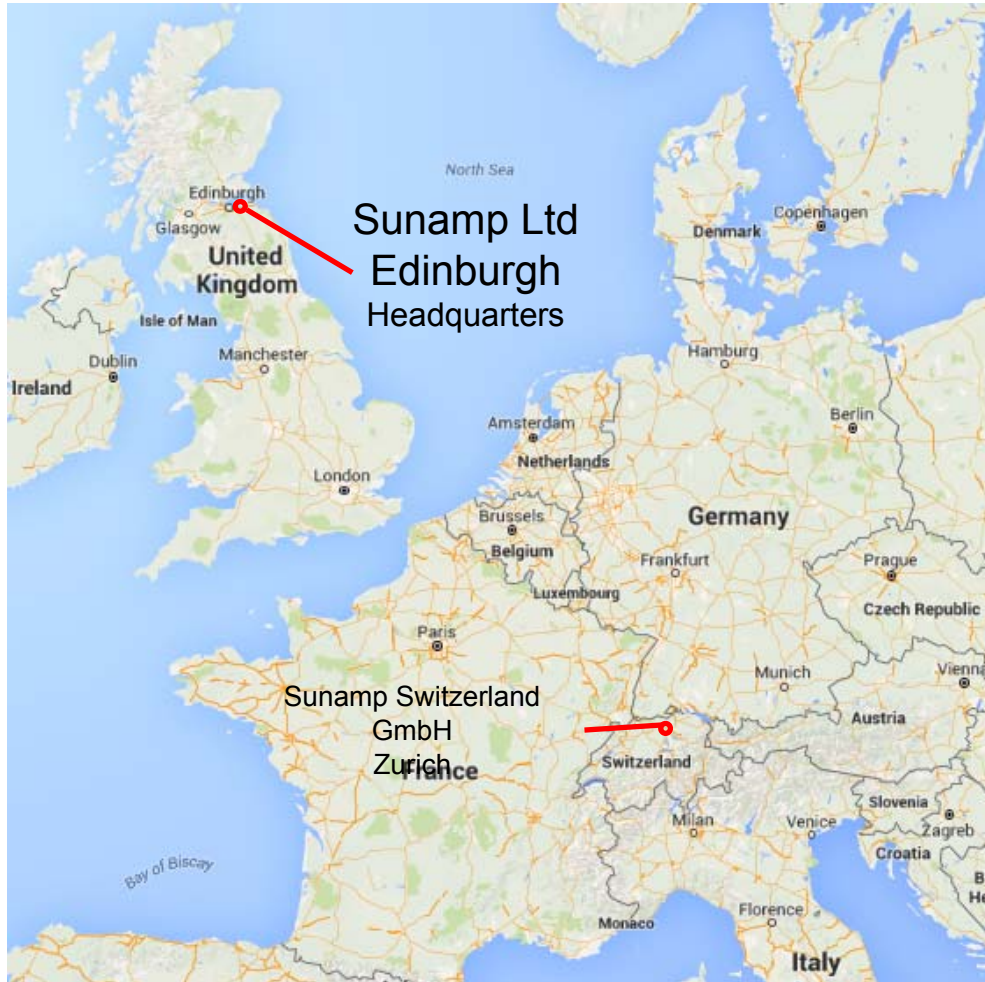 North Sea
Edinburgh
Glasgow
Sunamp Ltd
Edinburgh
Headquarters
Copenhagen
Denmark
United
Kingdom
Isle of Man
Dublin
Ireland
Manchester
Hamburg
Berlin
Amsterdam
Netherlands
London
Brussels
Belgium
Germany
Frankfurt
Prague
Luxembourg
Czech Republic
Paris
Munich
Vienna
Sunamp Switzerland
GmbH
Zurich
France
Austria
Switzerland
Slovenia
Milan
Venice
Zagreb
Croatia
Bay of Biscay
B
He
Florence
Monaco
Italy